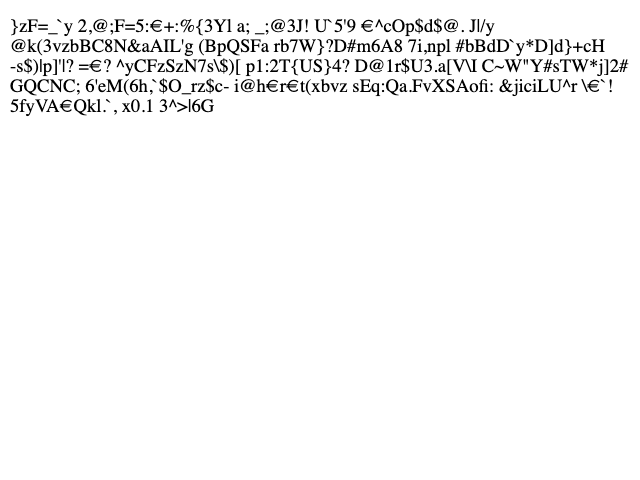 }zF=_`y 2,@;F=5:€+:%{3Yl a; _;@3J! U`5'9 €^cOp$d$@. Jl/y
@k(3vzbBC8N&aAIL'g (BpQSFa rb7W}?D#m6A8 7i,npl #bBdD`y*D]d}+cH
-s$)|p]'|? =€? ^yCFzSzN7s\$)[ p1:2T{US}4? D@1r$U3.a[V\I C~W"Y#sTW*j]2#
GQCNC; 6'eM(6h,`$O_rz$c- i@h€r€t(xbvz sEq:Qa.FvXSAofi: &jiciLU^r \€`!
5fyVA€Qkl.`, x0.1 3^>|6G